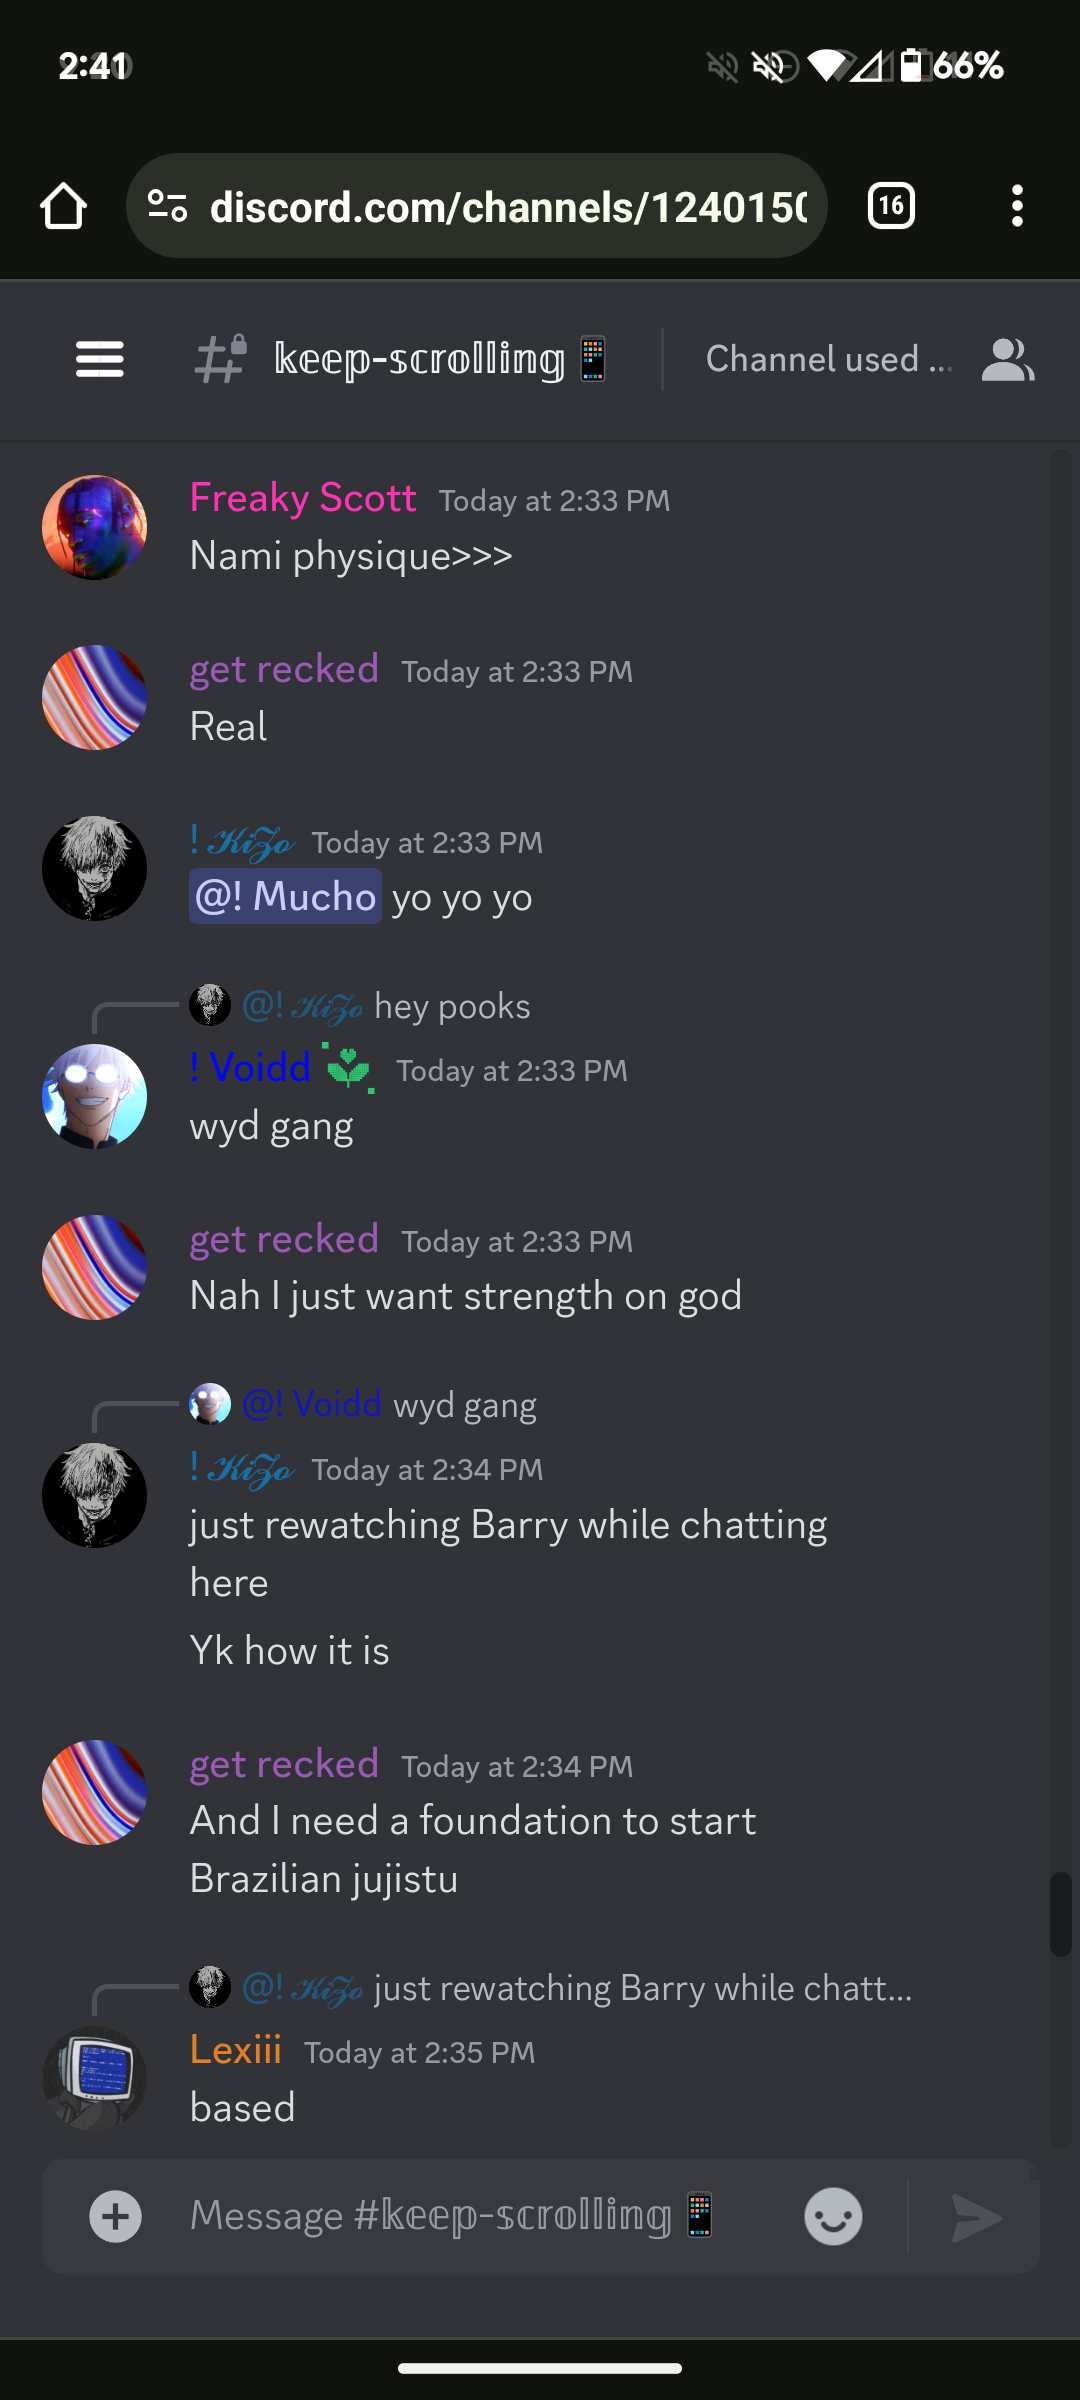 2:41
66%
discord.com/channels/124015
16
𝕜𝕖𝕖𝕡-𝕤𝕔𝕣𝕠𝕝𝕝𝕚𝕟𝕘📱
Channel used ...
Freaky Scott Today at 2:33 PM
Nami physique>>>
get recked Today at 2:33 PM
Real
! 𝒦𝒾𝒵𝑜 Today at 2:33 PM
@! Mucho yo yo yo
@! 𝒦𝒾𝒵𝑜 hey pooks
! Voidd Today at 2:33 PM
wyd gang
get recked Today at 2:33 PM
Nah I just want strength on god
@! Voidd wyd gang
! 𝒦𝒾𝒵𝑜 Today at 2:34 PM
just rewatching Barry while chatting
here
Yk how it is
get recked Today at 2:34 PM
And I need a foundation to start
Brazilian jujistu
@! 𝒦𝒾𝒵𝑜 just rewatching Barry while chatt...
Lexiii Today at 2:35 PM
based
Message #𝕜𝕖𝕖𝕡-𝕤𝕔𝕣𝕠𝕝𝕝𝕚𝕟𝕘📱